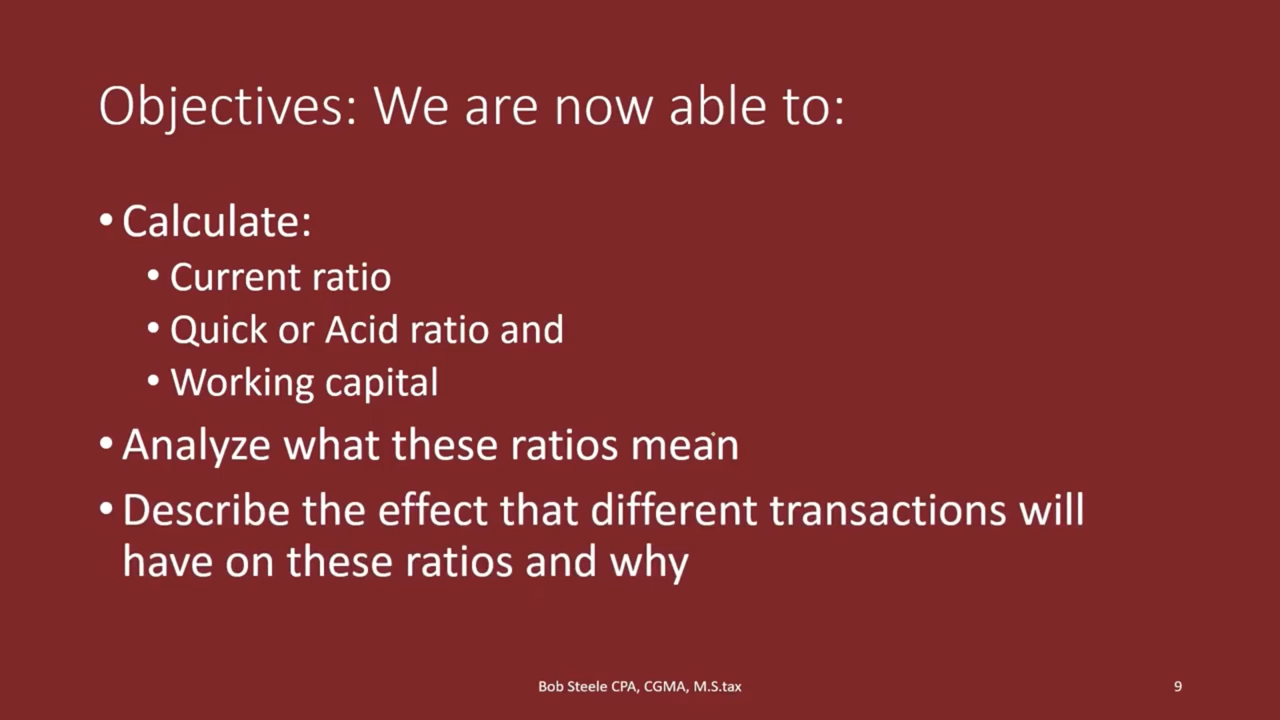 Objectives: We are now able to:
• Calculate:
• Current ratio
• Quick or Acid ratio and
• Working capital
• Analyze what these ratios mean
• Describe the effect that different transactions will
have on these ratios and why
Bob Steele CPA, CGMA, M.S.tax
9